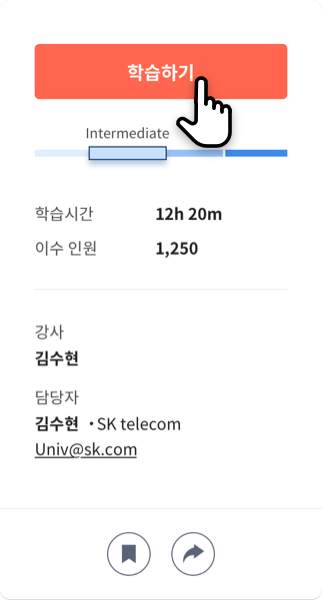 학습하기
Intermediate
학습시간 12h 20m
이수 인원 1,250
강사
김수현
담당자
김수현 •SK telecom
Univ@sk.com